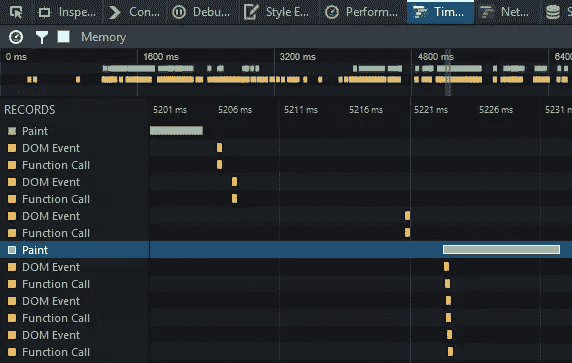 Inspe... Con... Debu... Style E... Perform... Tim... Net... S
Memory
0 ms 1600 ms 3200 ms 4800 ms 6400
RECORDS 5201 ms 5206 ms 5211 ms 5216 ms 5221 ms 5226 ms 5231
Paint
DOM Event
Function Call
DOM Event
Function Call
DOM Event
Function Call
Paint
DOM Event
Function Call
DOM Event
Function Call
DOM Event
Function Call